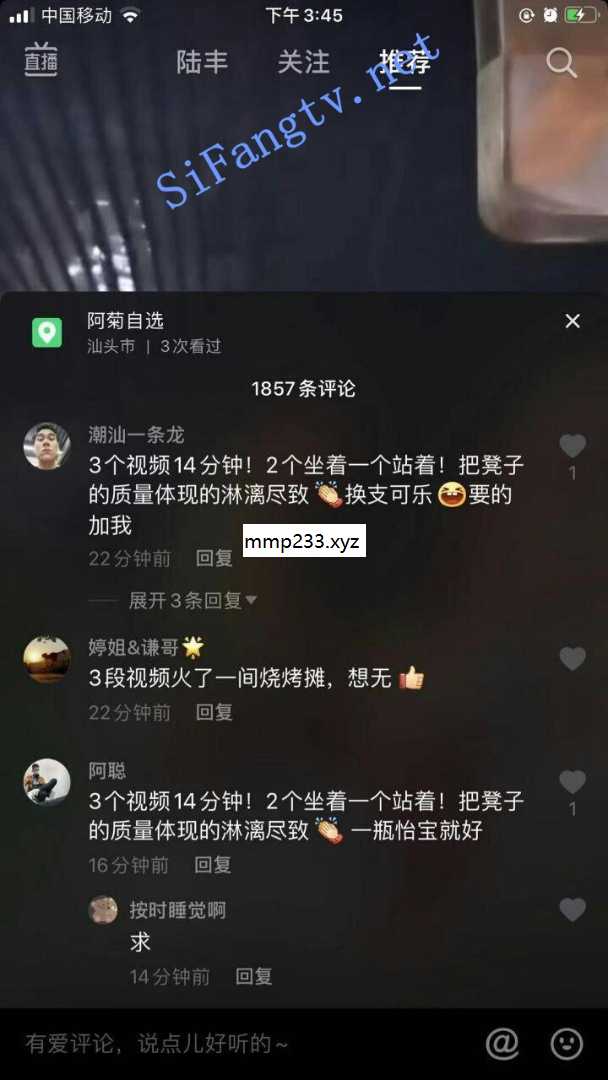 中国移动
下午3:45
直播
陆丰
关注
推荐
SiFangtv.net
阿菊自选
汕头市 | 3次看过
1857条评论
潮汕一条龙
3个视频14分钟！2个坐着一个站着！把凳子
的质量体现的淋漓尽致👏换支可乐😆要的
加我
1
mmp233.xyz
22分钟前 回复
展开3条回复
婷姐&谦哥🌟
3段视频火了一间烧烤摊，想无👍
22分钟前 回复
阿聪
3个视频14分钟！2个坐着一个站着！把凳子
的质量体现的淋漓尽致👏一瓶怡宝就好
1
16分钟前 回复
按时睡觉啊
求
14分钟前 回复
有爱评论，说点儿好听的~
@